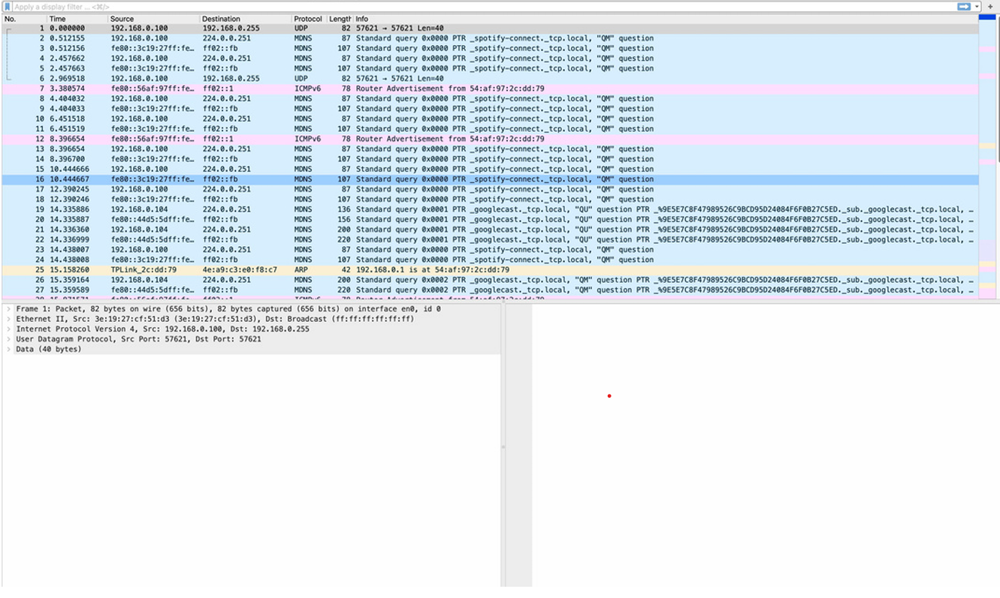 Apply a display filter ... <⌘/>
No. Time Source Destination Protocol Length Info
1 0.000000 192.168.0.100 192.168.0.255 UDP 82 57621 → 57621 Len=40
2 0.512155 192.168.0.100 224.0.0.251 MDNS 87 Standard query 0x0000 PTR _spotify-connect._tcp.local, "QM" question
3 0.512156 fe80::3c19:27ff:fe… ff02::fb MDNS 107 Standard query 0x0000 PTR _spotify-connect._tcp.local, "QM" question
4 2.457662 192.168.0.100 224.0.0.251 MDNS 87 Standard query 0x0000 PTR _spotify-connect._tcp.local, "QM" question
5 2.457663 fe80::3c19:27ff:fe… ff02::fb MDNS 107 Standard query 0x0000 PTR _spotify-connect._tcp.local, "QM" question
6 2.969518 192.168.0.100 192.168.0.255 UDP 82 57621 → 57621 Len=40
7 3.380574 fe80::56af:97ff:fe… ff02::1 ICMPv6 78 Router Advertisement from 54:af:97:2c:dd:79
8 4.404032 192.168.0.100 224.0.0.251 MDNS 87 Standard query 0x0000 PTR _spotify-connect._tcp.local, "QM" question
9 4.404033 fe80::3c19:27ff:fe… ff02::fb MDNS 107 Standard query 0x0000 PTR _spotify-connect._tcp.local, "QM" question
10 6.451518 192.168.0.100 224.0.0.251 MDNS 87 Standard query 0x0000 PTR _spotify-connect._tcp.local, "QM" question
11 6.451519 fe80::3c19:27ff:fe… ff02::fb MDNS 107 Standard query 0x0000 PTR _spotify-connect._tcp.local, "QM" question
12 8.396654 fe80::56af:97ff:fe… ff02::1 ICMPv6 78 Router Advertisement from 54:af:97:2c:dd:79
13 8.396654 192.168.0.100 224.0.0.251 MDNS 87 Standard query 0x0000 PTR _spotify-connect._tcp.local, "QM" question
14 8.396700 fe80::3c19:27ff:fe… ff02::fb MDNS 107 Standard query 0x0000 PTR _spotify-connect._tcp.local, "QM" question
15 10.444666 192.168.0.100 224.0.0.251 MDNS 87 Standard query 0x0000 PTR _spotify-connect._tcp.local, "QM" question
16 10.444667 fe80::3c19:27ff:fe… ff02::fb MDNS 107 Standard query 0x0000 PTR _spotify-connect._tcp.local, "QM" question
17 12.390245 192.168.0.100 224.0.0.251 MDNS 87 Standard query 0x0000 PTR _spotify-connect._tcp.local, "QM" question
18 12.390246 fe80::3c19:27ff:fe… ff02::fb MDNS 107 Standard query 0x0000 PTR _spotify-connect._tcp.local, "QM" question
19 14.335886 192.168.0.104 224.0.0.251 MDNS 136 Standard query 0x0001 PTR _googlecast._tcp.local, "QU" question PTR _%9E5E7C8F47989526C9BCD95D24084F6F0B27C5ED._sub._googlecast._tcp.local, …
20 14.335887 fe80::44d5:5dff:fe… ff02::fb MDNS 156 Standard query 0x0001 PTR _googlecast._tcp.local, "QU" question PTR _%9E5E7C8F47989526C9BCD95D24084F6F0B27C5ED._sub._googlecast._tcp.local, …
21 14.336360 192.168.0.104 224.0.0.251 MDNS 200 Standard query 0x0001 PTR _googlecast._tcp.local, "QU" question PTR _%9E5E7C8F47989526C9BCD95D24084F6F0B27C5ED._sub._googlecast._tcp.local, …
22 14.336999 fe80::44d5:5dff:fe… ff02::fb MDNS 220 Standard query 0x0001 PTR _googlecast._tcp.local, "QU" question PTR _%9E5E7C8F47989526C9BCD95D24084F6F0B27C5ED._sub._googlecast._tcp.local, …
23 14.438007 192.168.0.100 224.0.0.251 MDNS 87 Standard query 0x0000 PTR _spotify-connect._tcp.local, "QM" question
24 14.438008 fe80::3c19:27ff:fe… ff02::fb MDNS 107 Standard query 0x0000 PTR _spotify-connect._tcp.local, "QM" question
25 15.158260 TPLink_2c:dd:79 4e:a9:c3:e0:f8:c7 ARP 42 192.168.0.1 is at 54:af:97:2c:dd:79
26 15.359164 192.168.0.104 224.0.0.251 MDNS 200 Standard query 0x0002 PTR _googlecast._tcp.local, "QM" question PTR _%9E5E7C8F47989526C9BCD95D24084F6F0B27C5ED._sub._googlecast._tcp.local, …
27 15.359589 fe80::44d5:5dff:fe… ff02::fb MDNS 220 Standard query 0x0002 PTR _googlecast._tcp.local, "QM" question PTR _%9E5E7C8F47989526C9BCD95D24084F6F0B27C5ED._sub._googlecast._tcp.local, …
Frame 1: Packet, 82 bytes on wire (656 bits), 82 bytes captured (656 bits) on interface en0, id 0
Ethernet II, Src: 3e:19:27:cf:51:d3 (3e:19:27:cf:51:d3), Dst: Broadcast (ff:ff:ff:ff:ff:ff)
Internet Protocol Version 4, Src: 192.168.0.100, Dst: 192.168.0.255
User Datagram Protocol, Src Port: 57621, Dst Port: 57621
Data (40 bytes)